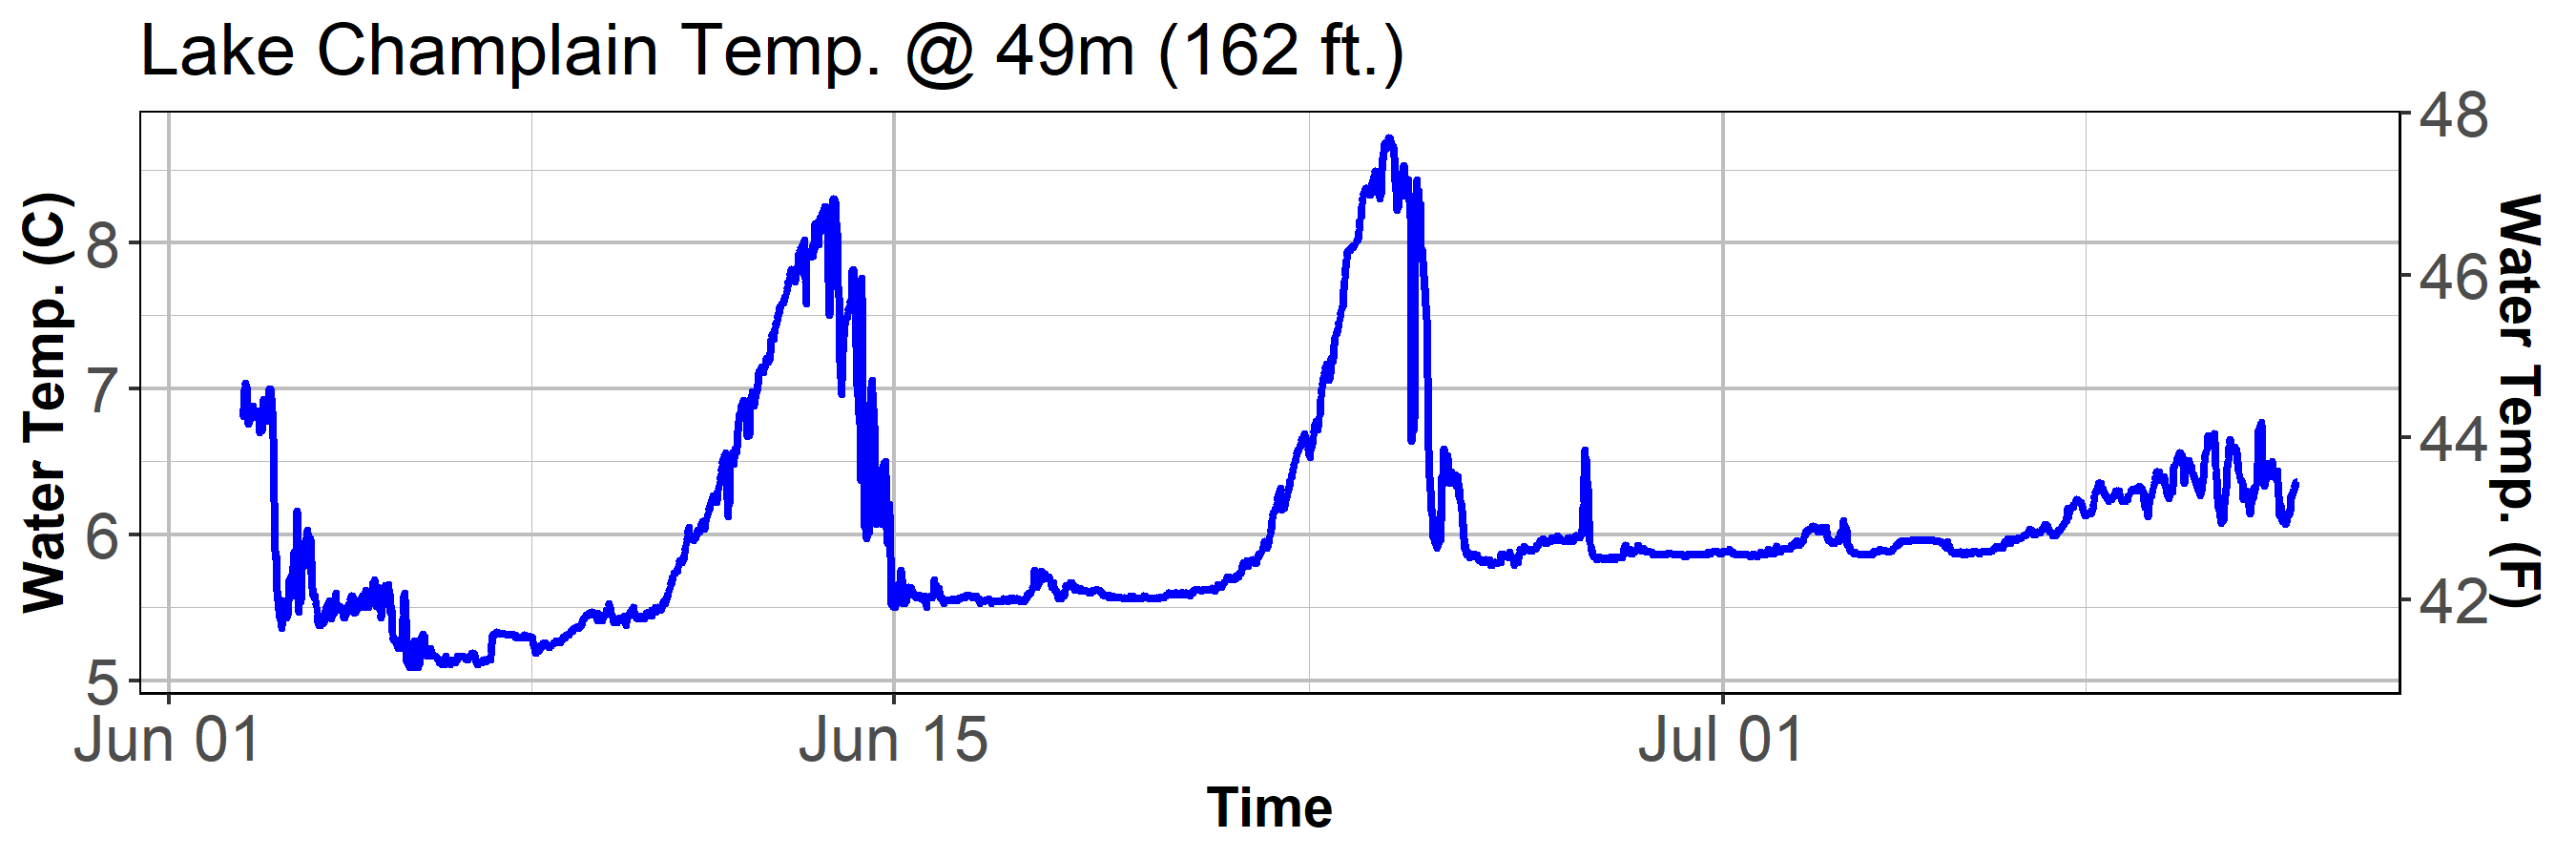 Lake Champlain Temp. @ 49m (162 ft.)
Water Temp. (C)
8
7
6
5
48
46
44
42
Water Temp. (F)
Jun 01
Jun 15
Jul 01
Time